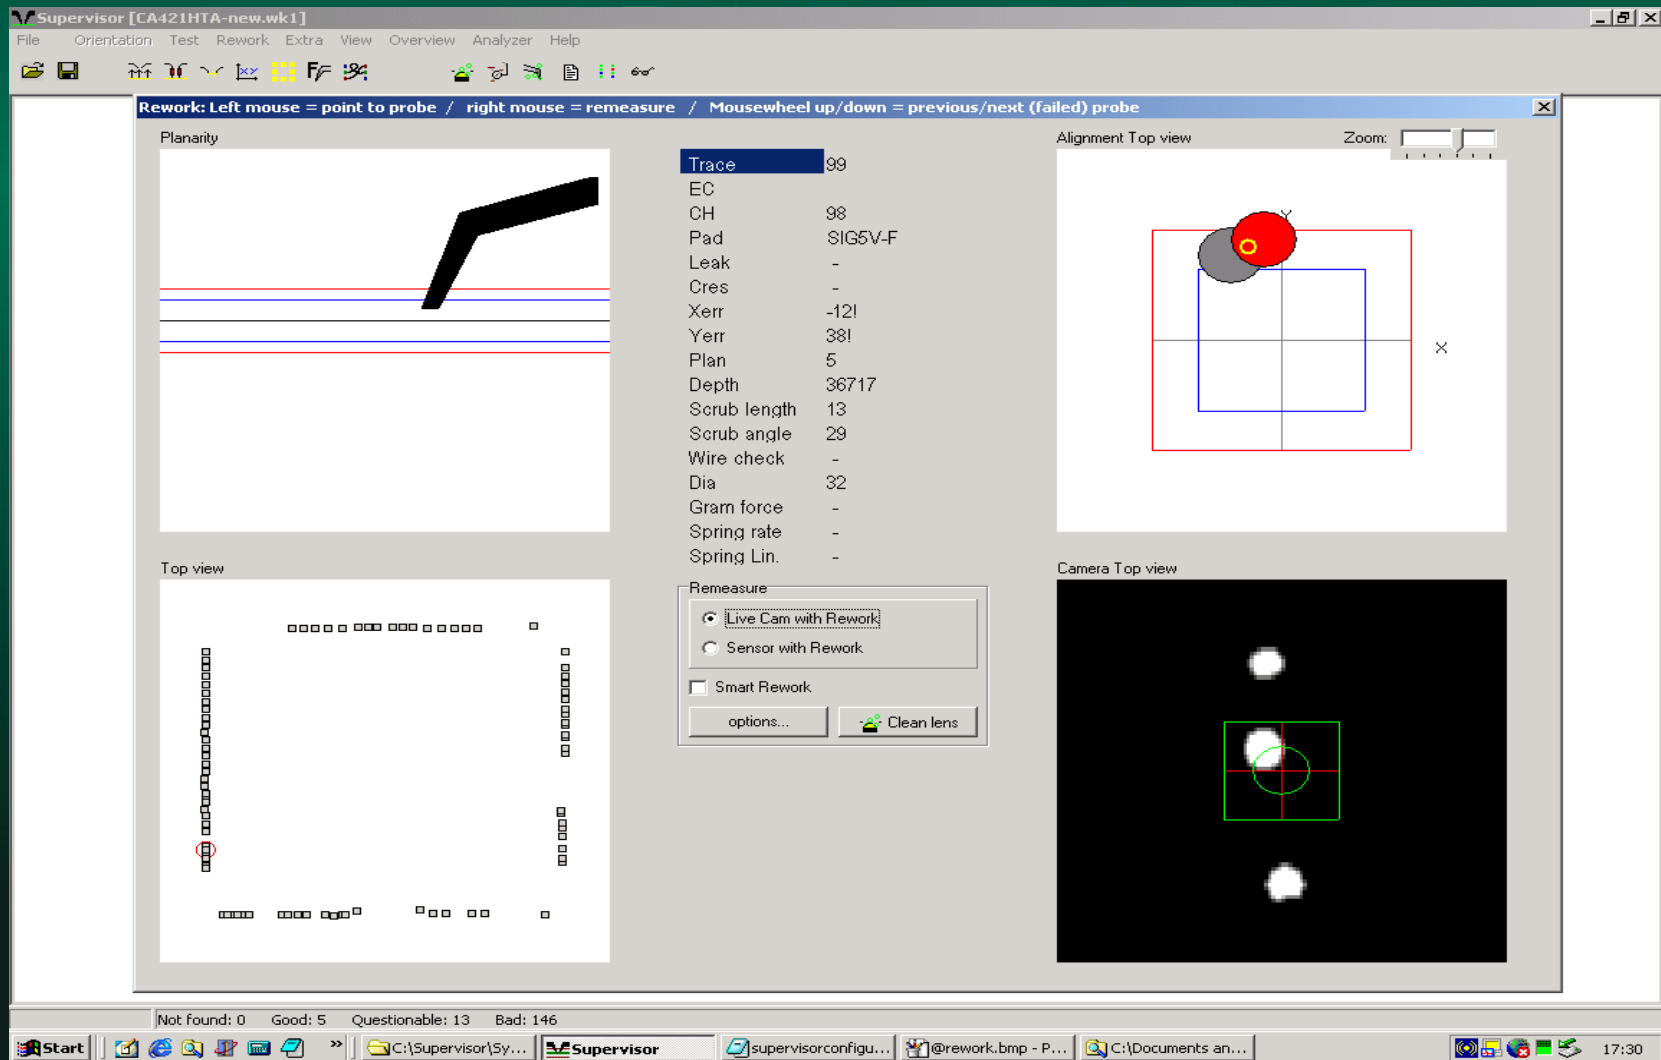 Supervisor [CA421HTA-new.wk1]
File Orientation Test Rework Extra View Overview Analyzer Help
Rework: Left mouse = point to probe / right mouse = remeasure / Mousewheel up/down = previous/next (failed) probe
Planarity
Alignment Top view
Zoom:
Trace 99
EC
CH 98
Pad SIG5V-F
Leak -
Cres -
Xerr -12!
Yerr 38!
Plan 5
Depth 36717
Scrub length 13
Scrub angle 29
Wire check -
Dia 32
Gram force -
Spring rate -
Spring Lin. -
Y
X
Top view
Camera Top view
Remeasure
Live Cam with Rework
Sensor with Rework
Smart Rework
options...
Clean lens
Not found: 0 Good: 5 Questionable: 13 Bad: 146
Start
»
C:\Supervisor\Sy...
Supervisor
supervisorconfigu...
@rework.bmp - P...
C:\Documents an...
17:30